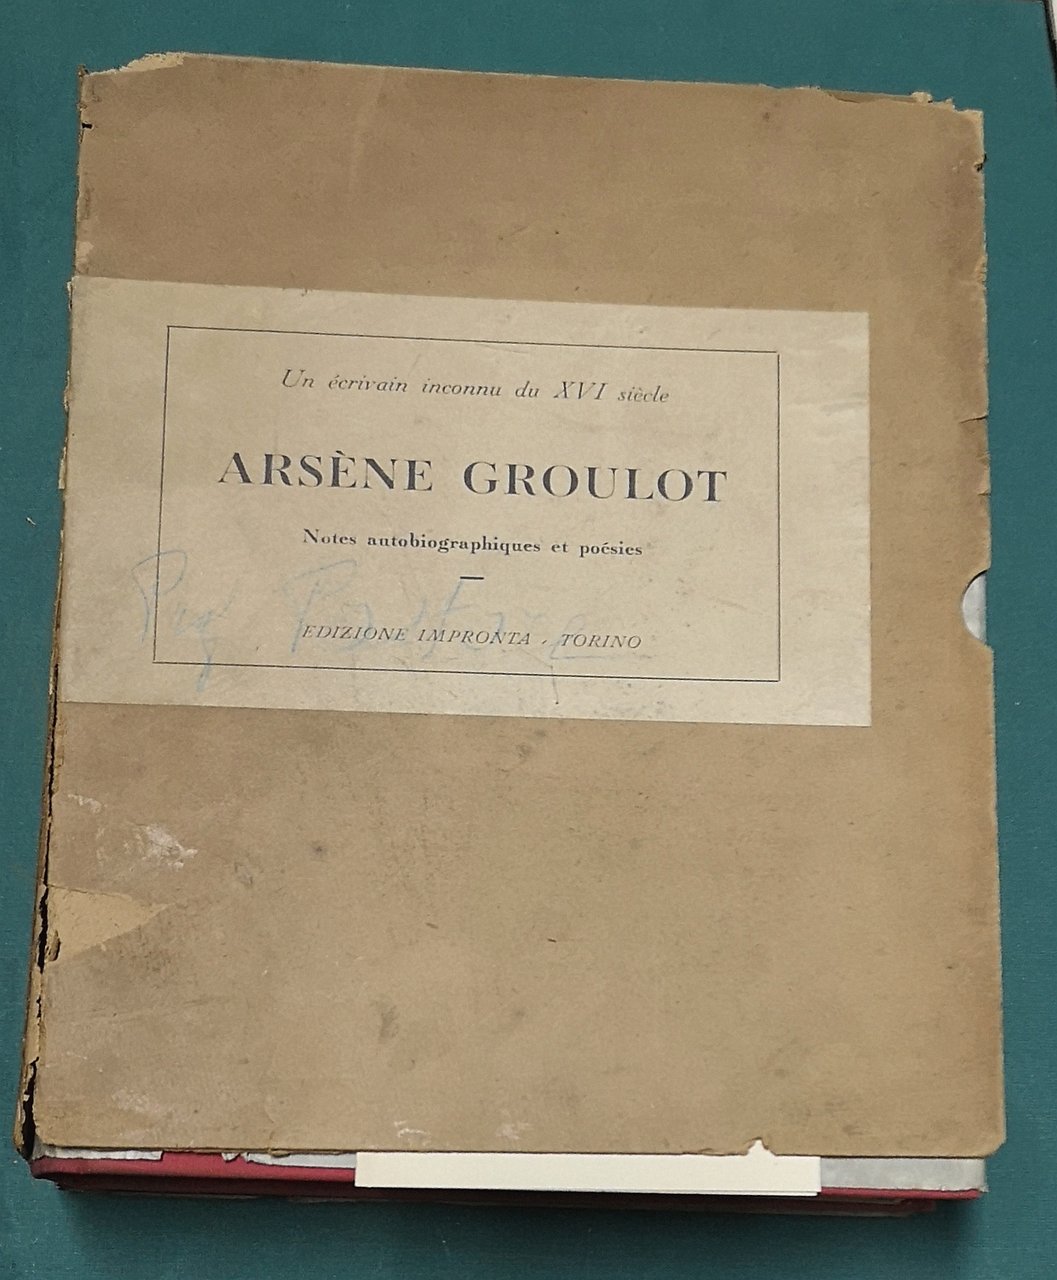 Un écrivain inconnu du XVI siècle
ARSÈNE GROULOT
Notes autobiographiques et poésies
EDIZIONE IMPRONTA - TORINO